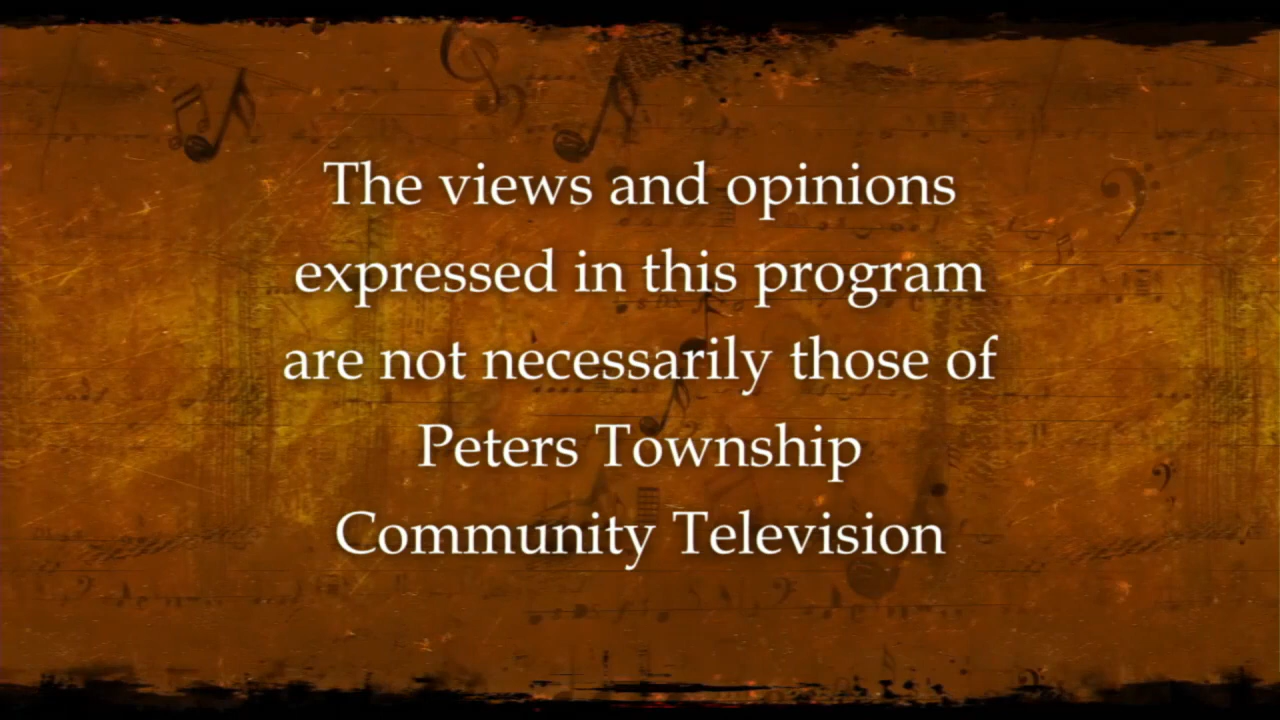 The views and opinions
expressed in this program
are not necessarily those of
Peters Township
Community Television